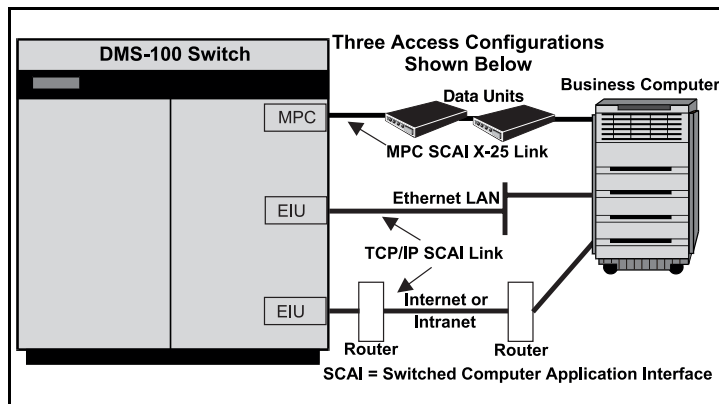 DMS-100 Switch
Three Access Configurations
Shown Below
Business Computer
Data Units
MPC
MPC SCAI X-25 Link
Ethernet LAN
EIU
TCP/IP SCAI Link
Internet or
Intranet
EIU
Router
Router
SCAI = Switched Computer Application Interface